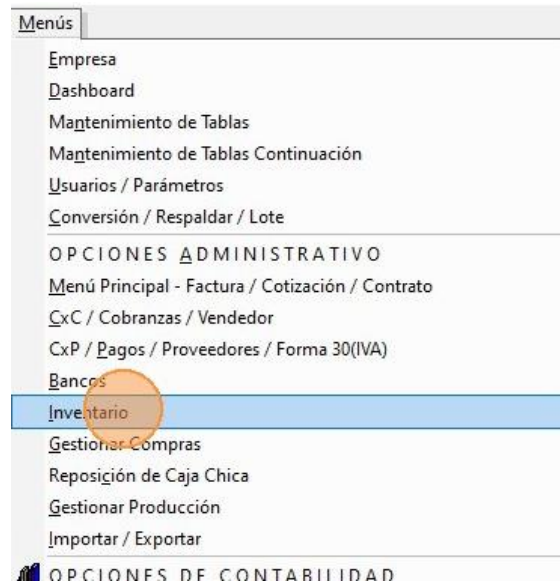 Menús
Empresa
Dashboard
Mantenimiento de Tablas
Mantenimiento de Tablas Continuación
Usuarios / Parámetros
Conversión / Respaldar / Lote
OPCIONES ADMINISTRATIVO
Menú Principal - Factura / Cotización / Contrato
CxC / Cobranzas / Vendedor
CxP / Pagos / Proveedores / Forma 30(IVA)
Bancos
Inventario
Gestionar Compras
Reposición de Caja Chica
Gestionar Producción
Importar / Exportar
OPCIONES DE CONTABILIDAD